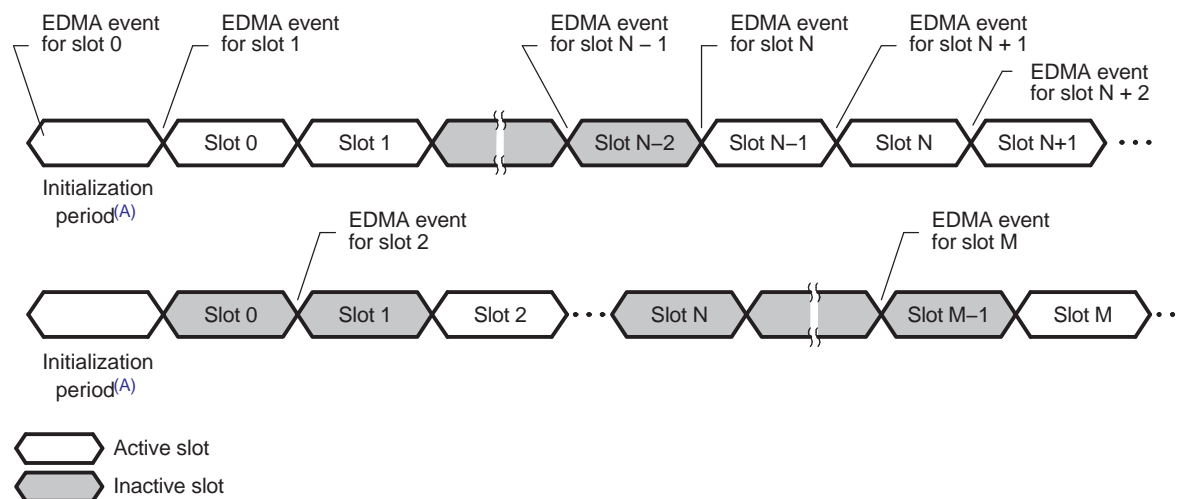 EDMA event
for slot 0
EDMA event
for slot 1
EDMA event
for slot N – 1
EDMA event
for slot N
EDMA event
for slot N + 1
EDMA event
for slot N + 2
Slot 0
Slot 1
Slot N–2
Slot N–1
Slot N
Slot N+1
Initialization
period(A)
EDMA event
for slot 2
EDMA event
for slot M
Slot 0
Slot 1
Slot 2
Slot N
Slot M–1
Slot M
Initialization
period(A)
Active slot
Inactive slot